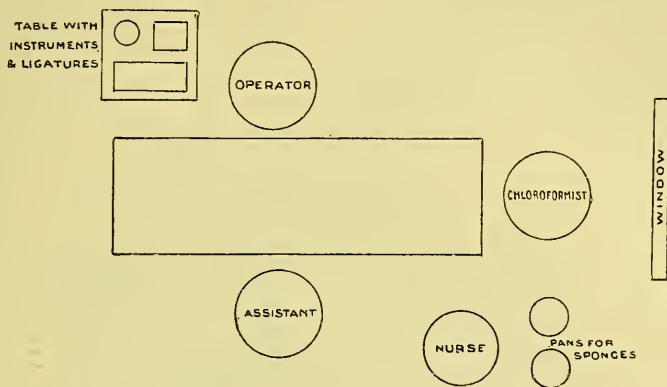 TABLE WITH
INSTRUMENTS
& LIGATURES
OPERATOR
CHLOROFORMIST
WINDOW
ASSISTANT
NURSE
PANS FOR
SPONGES